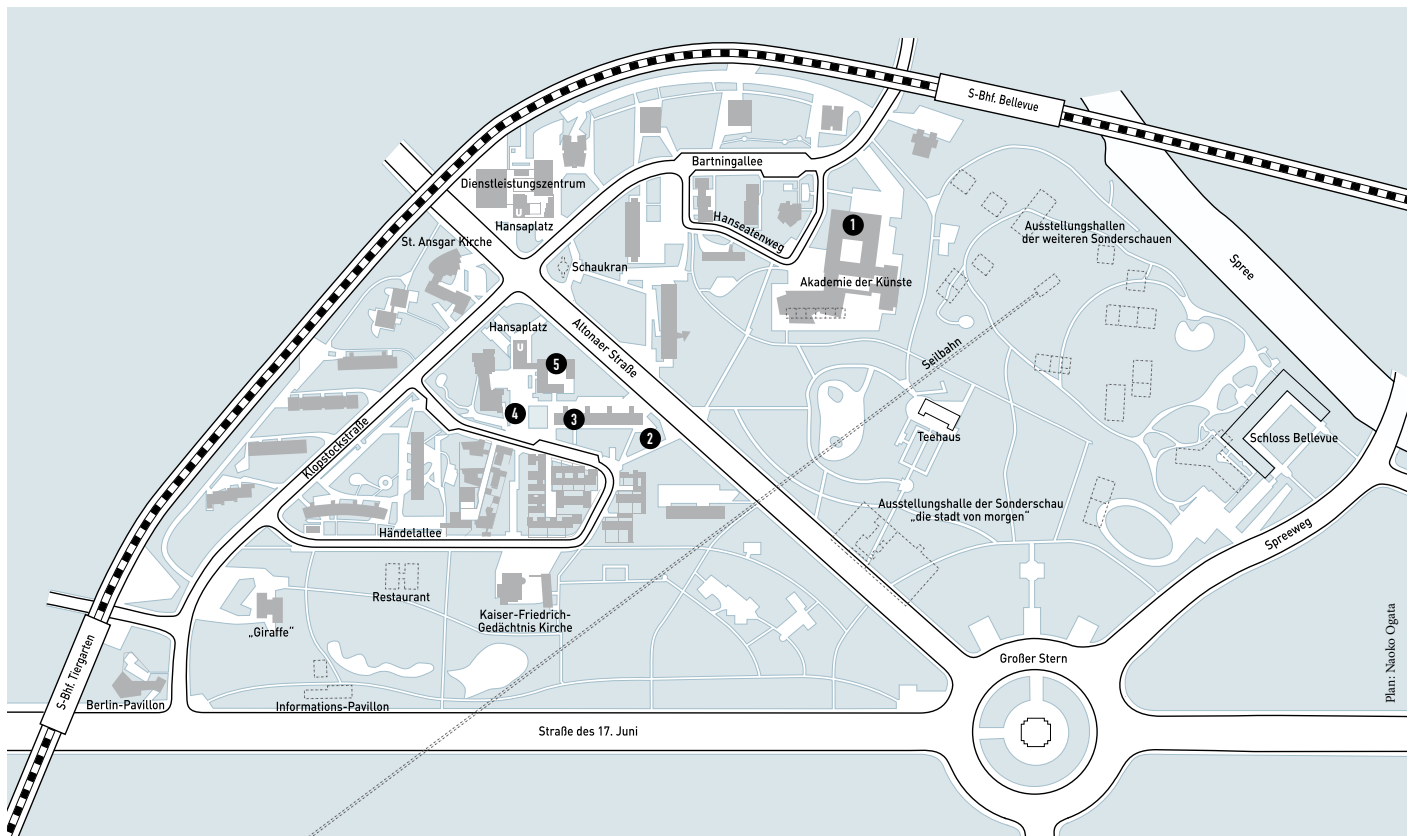 S-Bhf. Bellevue
Bartningallee
Dienstleistungszentrum
U
Hansaplatz
Hanseatenweg
1
Ausstellungshallen
der weiteren Sonderschauen
St. Ansgar Kirche
Schaukran
Spree
Akademie der Künste
Hansaplatz
U
Altonaer Straße
Seilbahn
5
4
3
2
Teehaus
Schloss Bellevue
Klopstockstraße
Ausstellungshalle der Sonderschau
„die stadt von morgen“
Händelallee
Spreeweg
Restaurant
Kaiser-Friedrich-
Gedächtnis Kirche
„Giraffe“
Großer Stern
S-Bhf. Tiergarten
Berlin-Pavillon
Informations-Pavillon
Straße des 17. Juni
Plan: Naoko Ogata